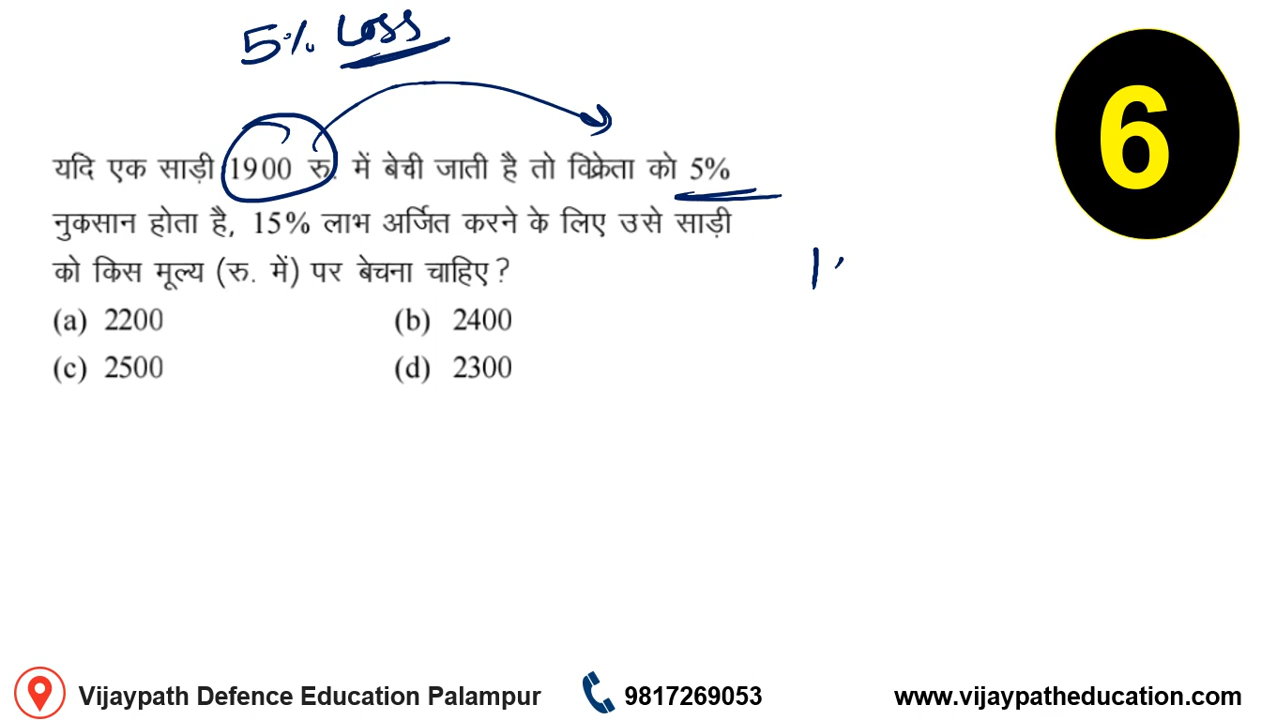 5% Loss
6
यदि एक साड़ी 1900 रु. में बेची जाती है तो विक्रेता को 5%
नुकसान होता है, 15% लाभ अर्जित करने के लिए उसे साड़ी
को किस मूल्य (रु. में) पर बेचना चाहिए?
(a) 2200 (b) 2400
(c) 2500 (d) 2300
Vijaypath Defence Education Palampur 9817269053 www.vijaypatheducation.com